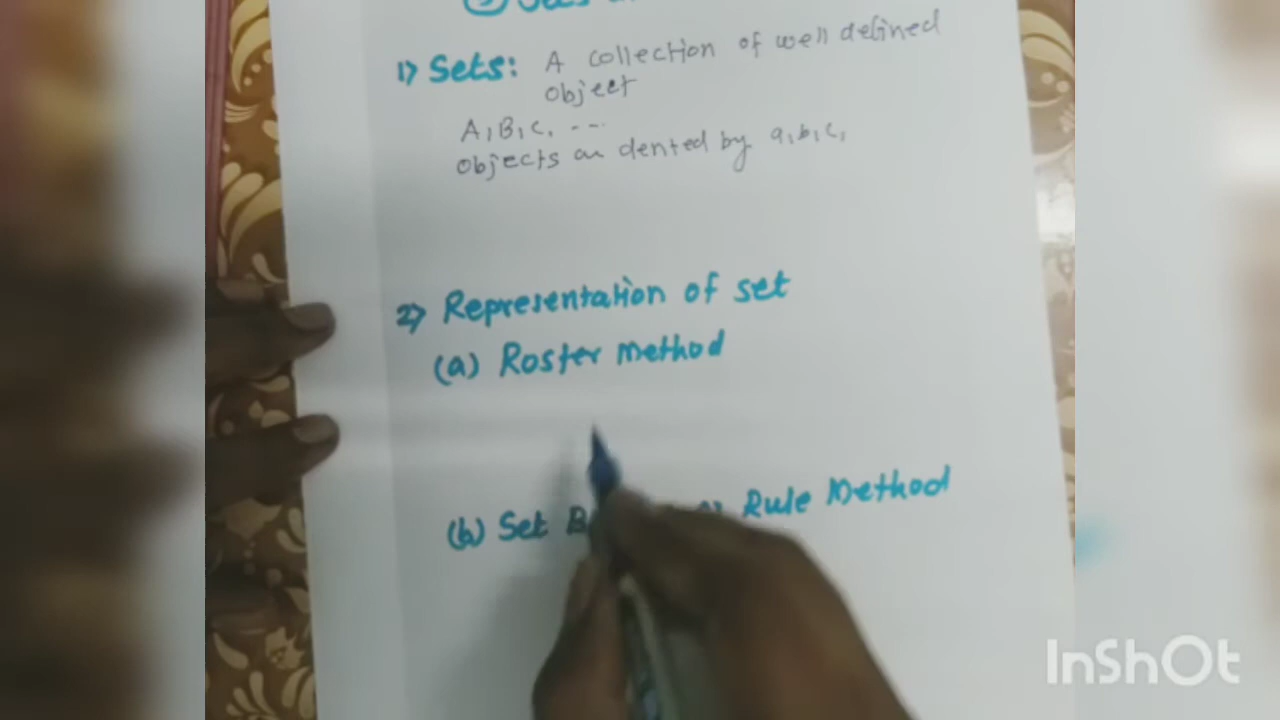 1) Sets: A collection of well defined
object
A, B, C, ---
objects an dented by a, b, c,
2) Representation of set
(a) Roster Method
(b) Set Rule Method
InShOt